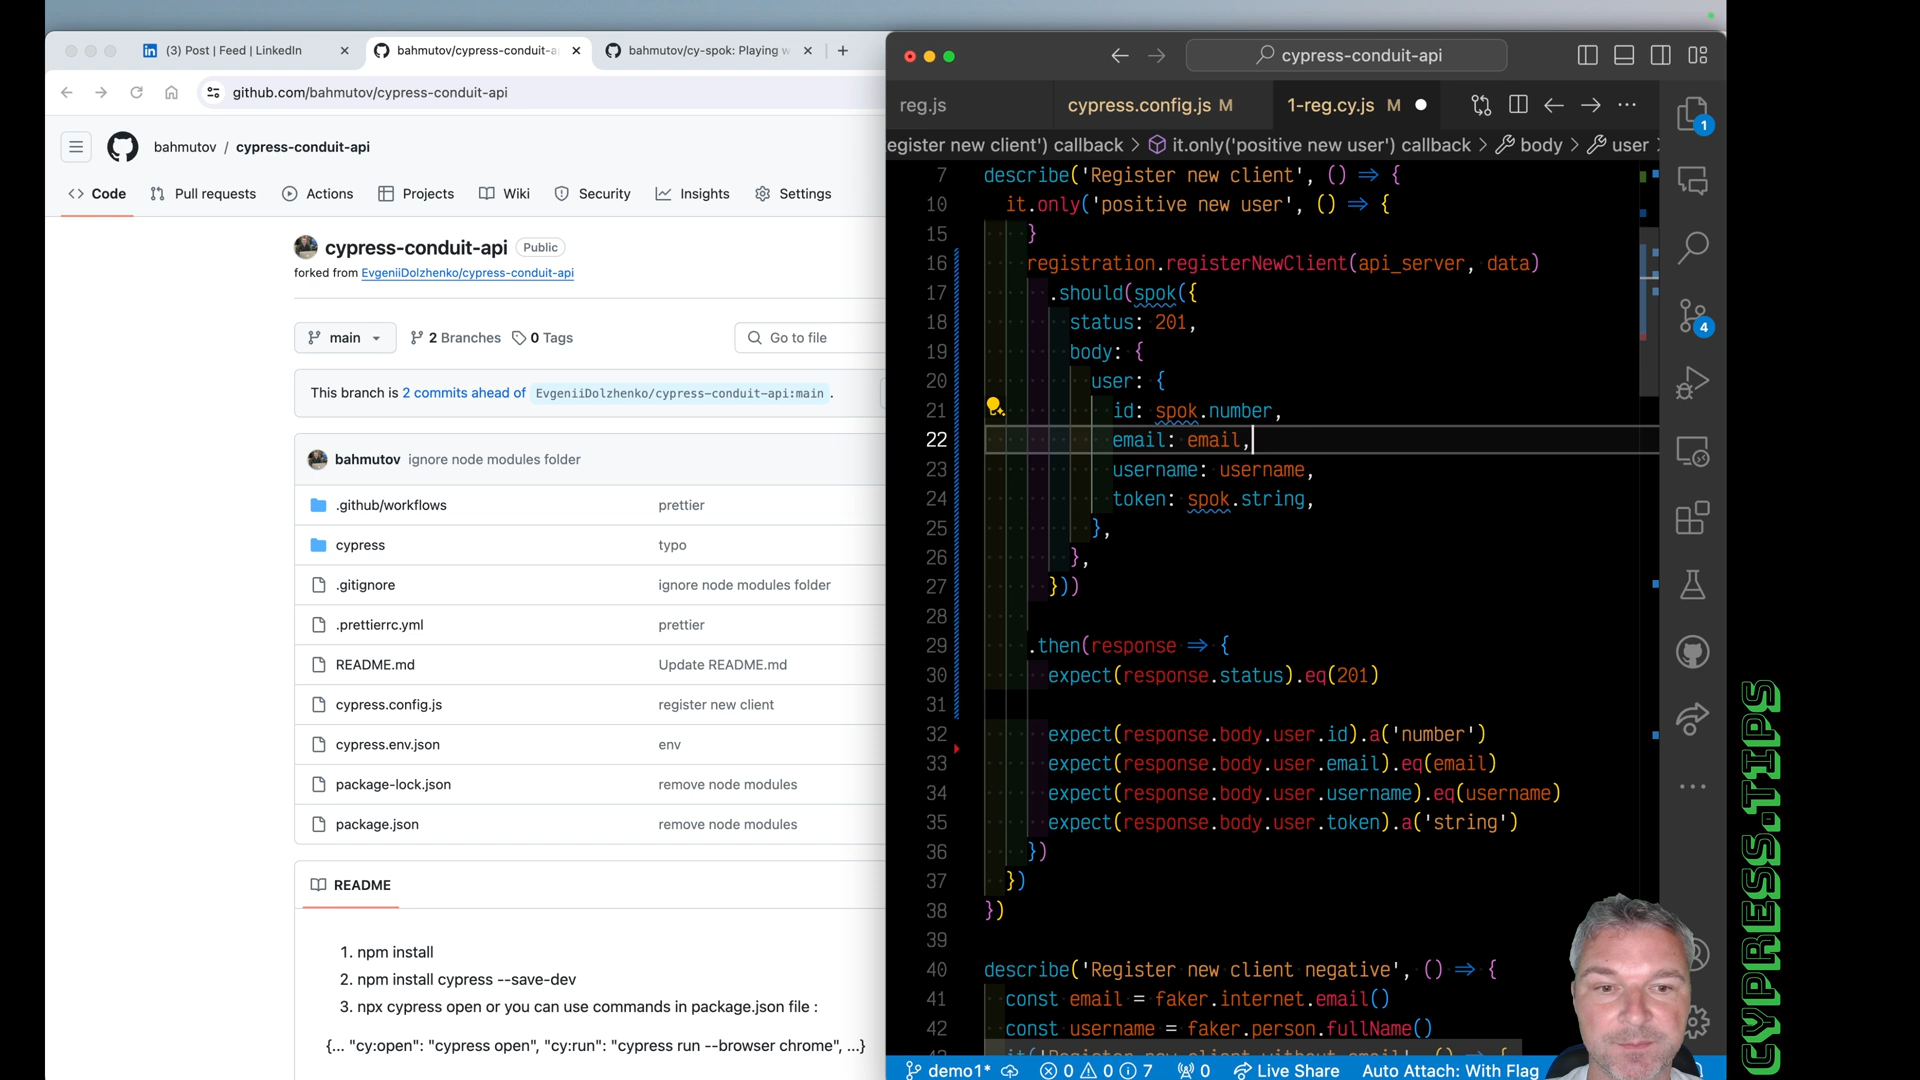 (3) Post | Feed | LinkedIn
bahmutov/cypress-conduit-a
bahmutov/cy-spok: Playing w
github.com/bahmutov/cypress-conduit-api
bahmutov / cypress-conduit-api
Code
Pull requests
Actions
Projects
Wiki
Security
Insights
Settings
cypress-conduit-api
Public
forked from EvgeniiDolzhenko/cypress-conduit-api
main
2 Branches
0 Tags
Go to file
This branch is 2 commits ahead of EvgeniiDolzhenko/cypress-conduit-api:main .
bahmutov ignore node modules folder
.github/workflows prettier
cypress typo
.gitignore ignore node modules folder
.prettierrc.yml prettier
README.md Update README.md
cypress.config.js register new client
cypress.env.json env
package-lock.json remove node modules
package.json remove node modules
README
1. npm install
2. npm install cypress --save-dev
3. npx cypress open or you can use commands in package.json file :
{... "cy:open": "cypress open", "cy:run": "cypress run --browser chrome", ...}
cypress-conduit-api
reg.js
cypress.config.js M
1-reg.cy.js M
egister new client') callback > it.only('positive new user') callback > body > user >
7 describe('Register new client', () => {
10 it.only('positive new user', () => {
15 }
16 registration.registerNewClient(api_server, data)
17 .should(spok({
18 status: 201,
19 body: {
20 user: {
21 id: spok.number,
22 email: email,
23 username: username,
24 token: spok.string,
25 },
26 },
27 }))
28
29 .then(response => {
30 expect(response.status).eq(201)
31
32 expect(response.body.user.id).a('number')
33 expect(response.body.user.email).eq(email)
34 expect(response.body.user.username).eq(username)
35 expect(response.body.user.token).a('string')
36 })
37 })
38 })
39
40 describe('Register new client negative', () => {
41 const email = faker.internet.email()
42 const username = faker.person.fullName()
1
4
demo1*
0
0
7
0
Live Share
Auto Attach: With Flag
CYPRESS.TIPS